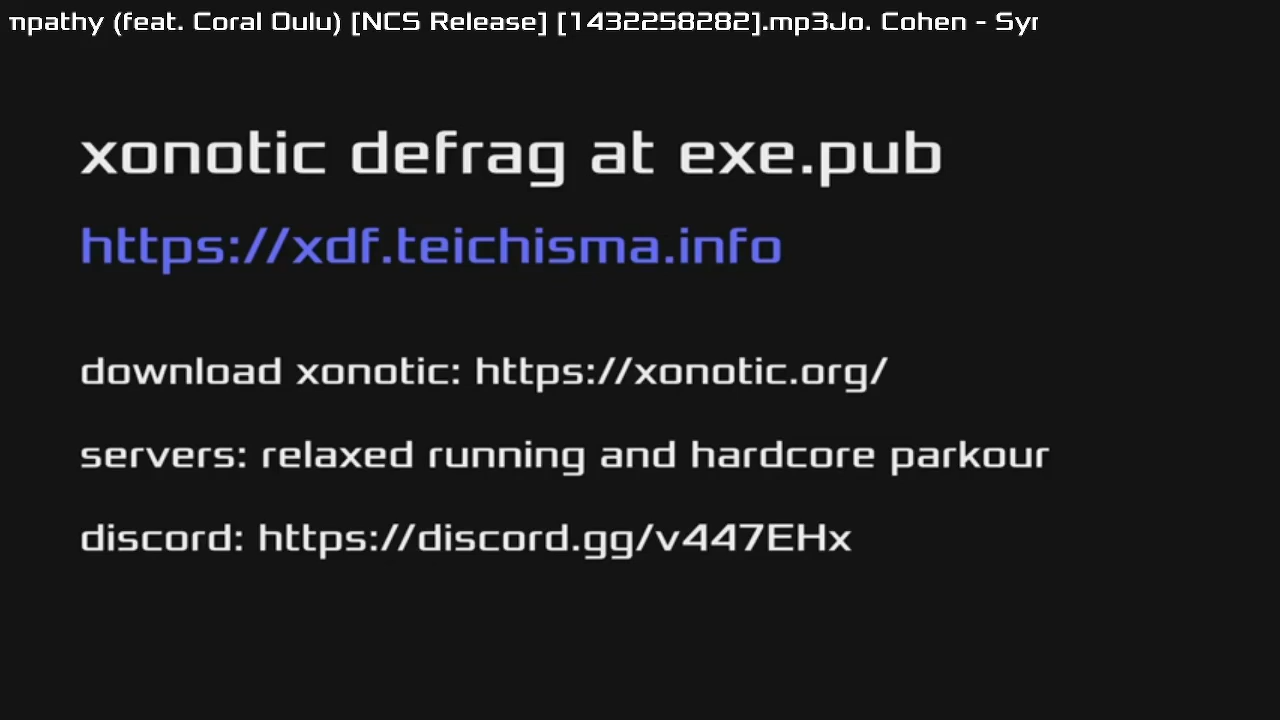 mpathy (feat. Coral Oulu) [NCS Release] [1432258282].mp3Jo. Cohen - Syr
xonotic defrag at exe.pub
https://xdf.teichisma.info
download xonotic: https://xonotic.org/
servers: relaxed running and hardcore parkour
discord: https://discord.gg/v447EHx